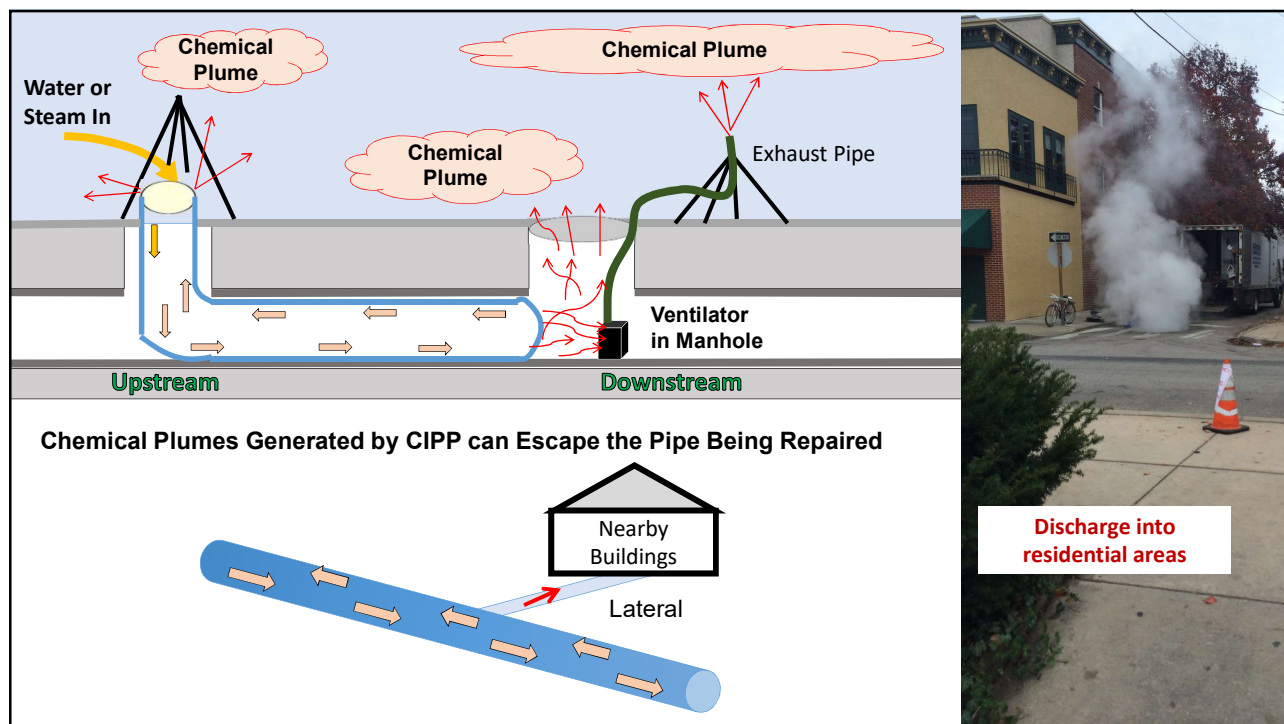 Chemical
Plume
Chemical Plume
Water or
Steam In
Chemical
Plume
Exhaust Pipe
Ventilator
in Manhole
Upstream
Downstream
Chemical Plumes Generated by CIPP can Escape the Pipe Being Repaired
Nearby
Buildings
Lateral
Discharge into
residential areas